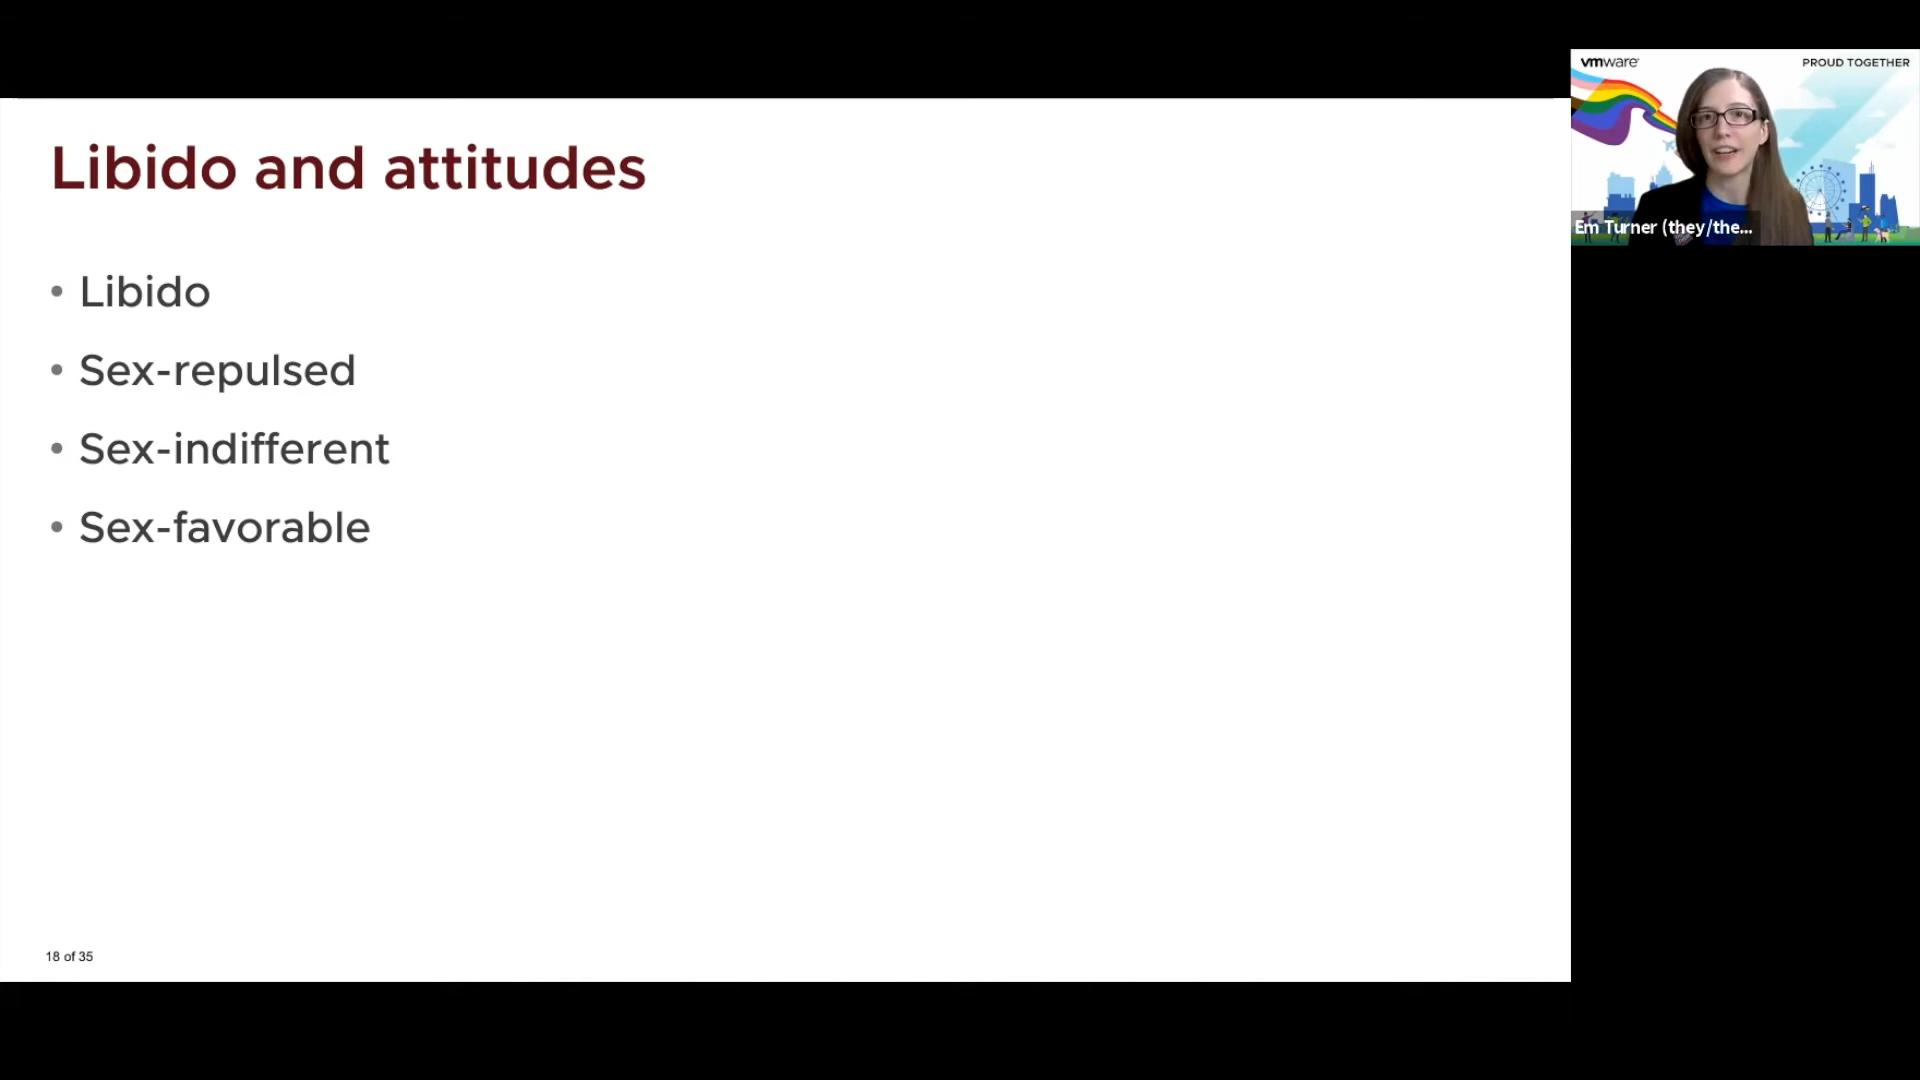 Libido and attitudes
• Libido
• Sex-repulsed
• Sex-indifferent
• Sex-favorable
18 of 35
vmware
PROUD TOGETHER
Em Turner (they/the...